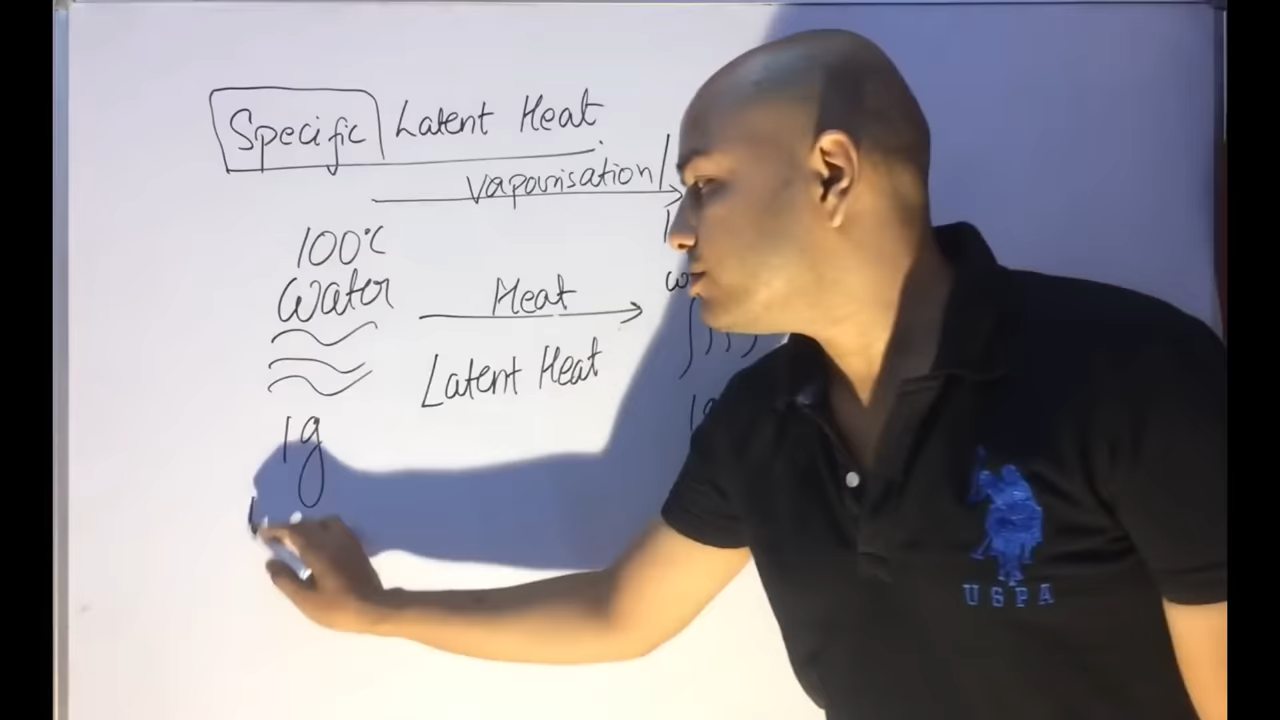 Specific Latent Heat
Vapourisation/
100°C
Water
Heat
Latent Heat
1g
USPA